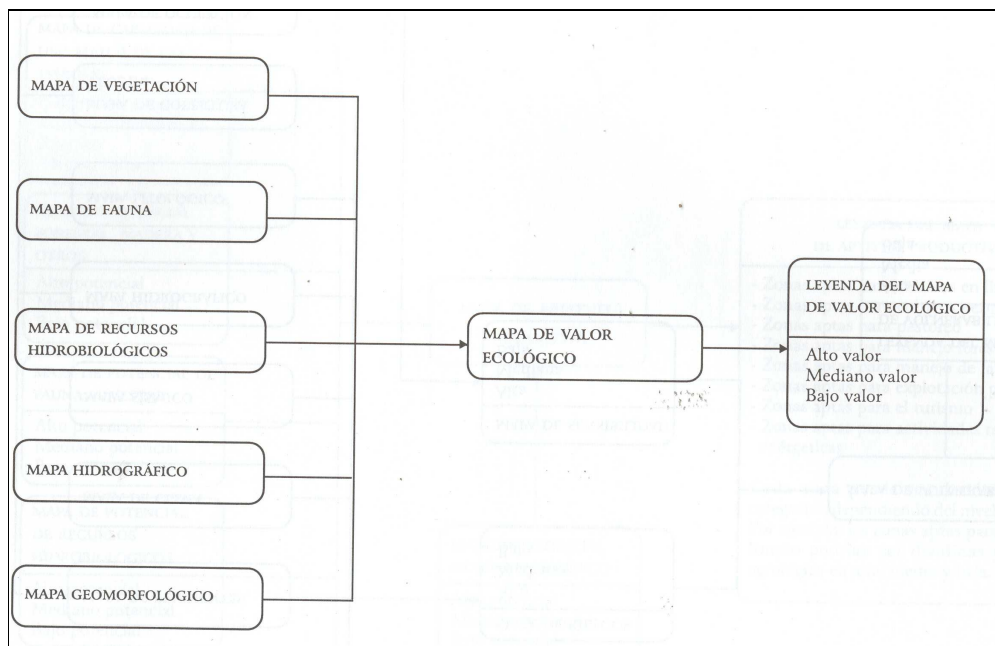 MAPA DE VEGETACIÓN
MAPA DE FAUNA
MAPA DE RECURSOS
HIDROBIOLÓGICOS
MAPA HIDROGRÁFICO
MAPA GEOMORFOLÓGICO
MAPA DE VALOR
ECOLÓGICO
LEYENDA DEL MAPA
DE VALOR ECOLÓGICO
Alto valor
Mediano valor
Bajo valor